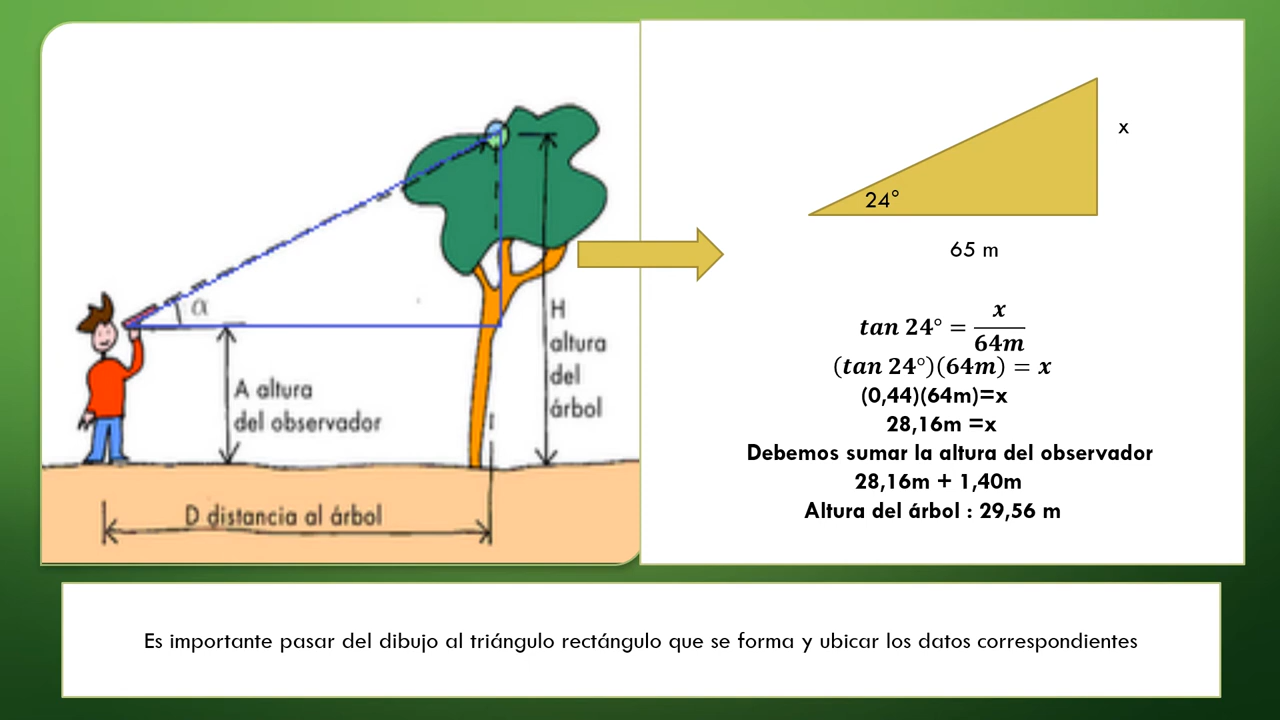 α
A altura
del observador
H
altura
del
árbol
D distancia al árbol
x
24°
65 m
tan 24° = x/64m
(tan 24°)(64m) = x
(0,44)(64m)=x
28,16m =x
Debemos sumar la altura del observador
28,16m + 1,40m
Altura del árbol : 29,56 m
Es importante pasar del dibujo al triángulo rectángulo que se forma y ubicar los datos correspondientes